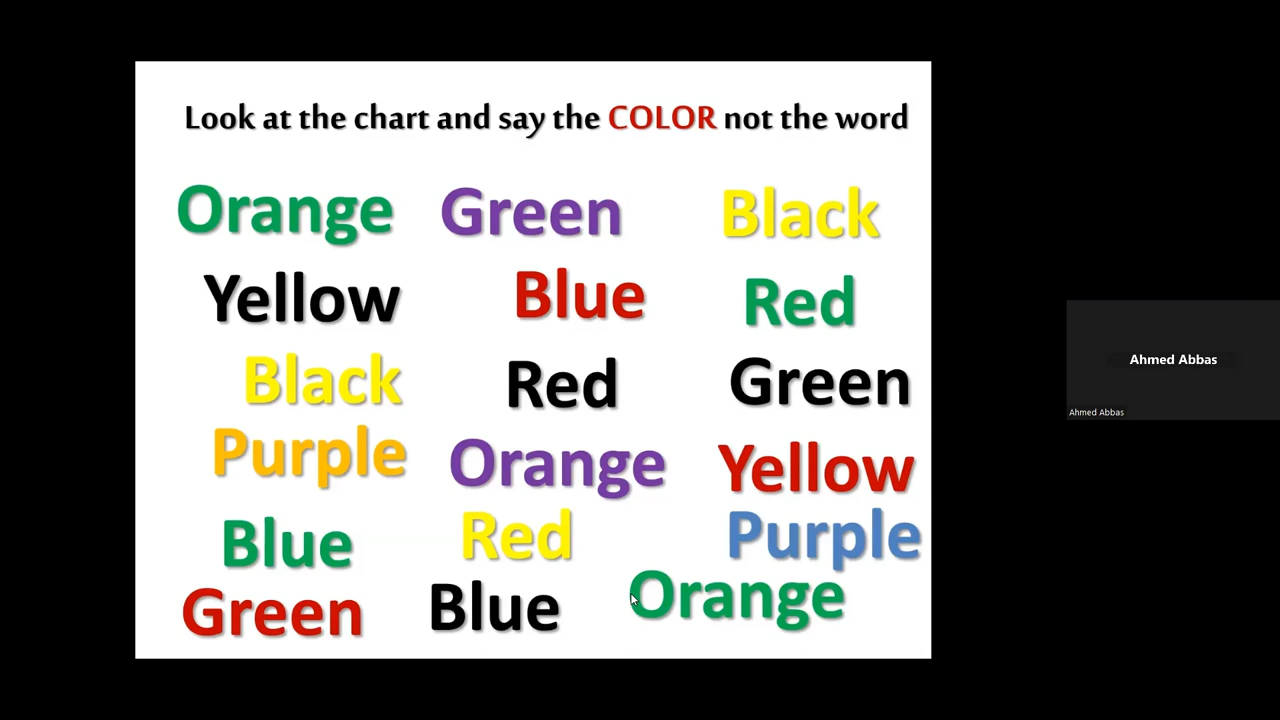 Look at the chart and say the COLOR not the word
Orange Green Black
Yellow Blue Red
Black Red Green
Purple Orange Yellow
Blue Red Purple
Green Blue Orange
Ahmed Abbas
Ahmed Abbas